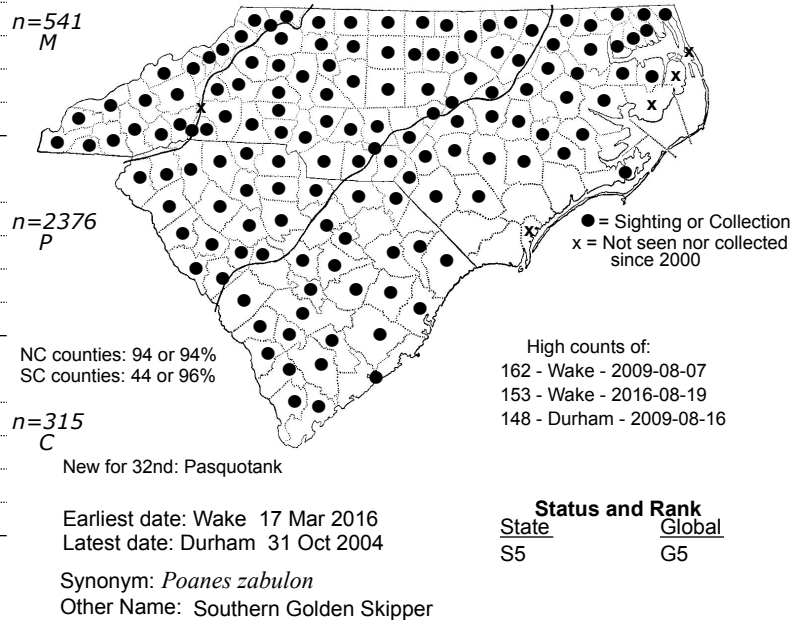 n=541
M
n=2376
P
n=315
C
x
x
x
x
x
● = Sighting or Collection
x = Not seen nor collected
since 2000
NC counties: 94 or 94%
SC counties: 44 or 96%
High counts of:
162 - Wake - 2009-08-07
153 - Wake - 2016-08-19
148 - Durham - 2009-08-16
New for 32nd: Pasquotank
Earliest date: Wake 17 Mar 2016
Latest date: Durham 31 Oct 2004
Status and Rank
State Global
S5 G5
Synonym: Poanes zabulon
Other Name: Southern Golden Skipper